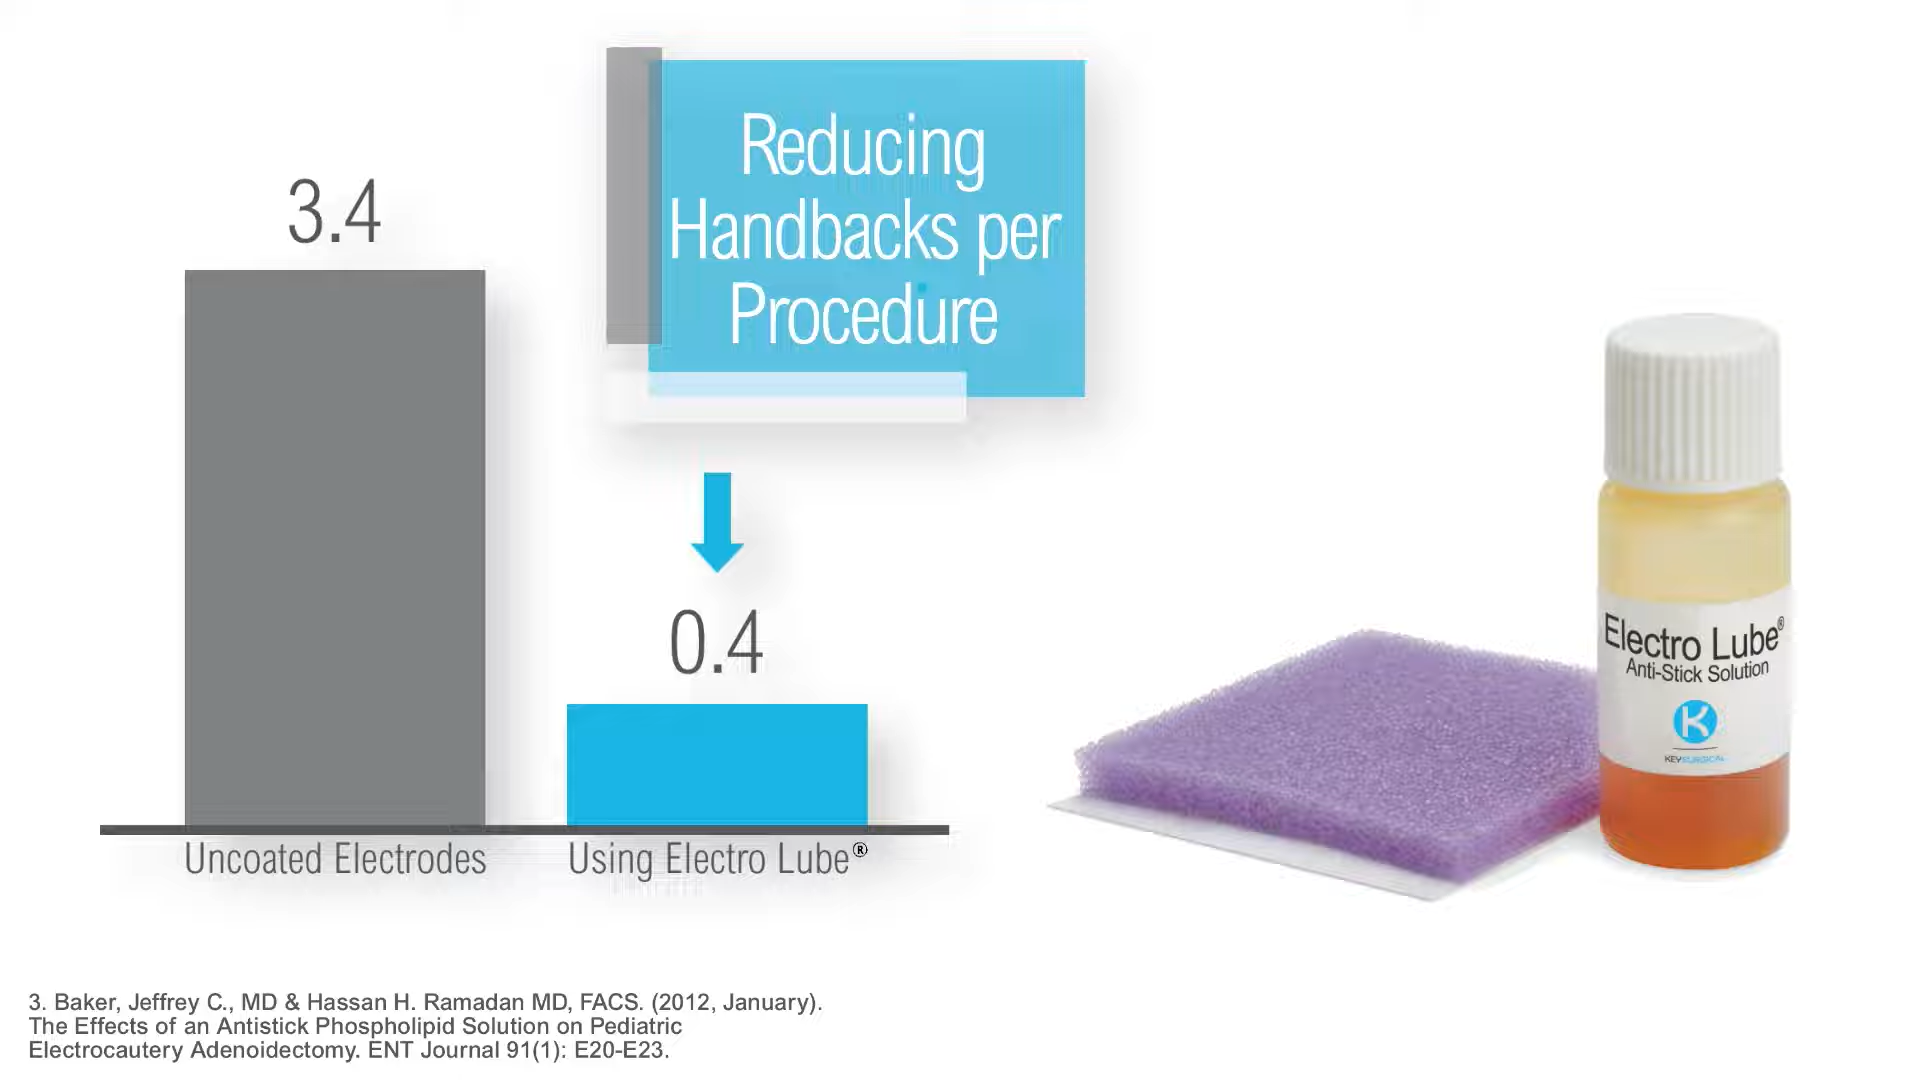 3.4
Reducing
Handbacks per
Procedure
0.4
Uncoated Electrodes
Using Electro Lube®
Electro Lube®
Anti-Stick Solution
K
KEYSURGICAL
3. Baker, Jeffrey C., MD & Hassan H. Ramadan MD, FACS. (2012, January).
The Effects of an Antistick Phospholipid Solution on Pediatric
Electrocautery Adenoidectomy. ENT Journal 91(1): E20-E23.